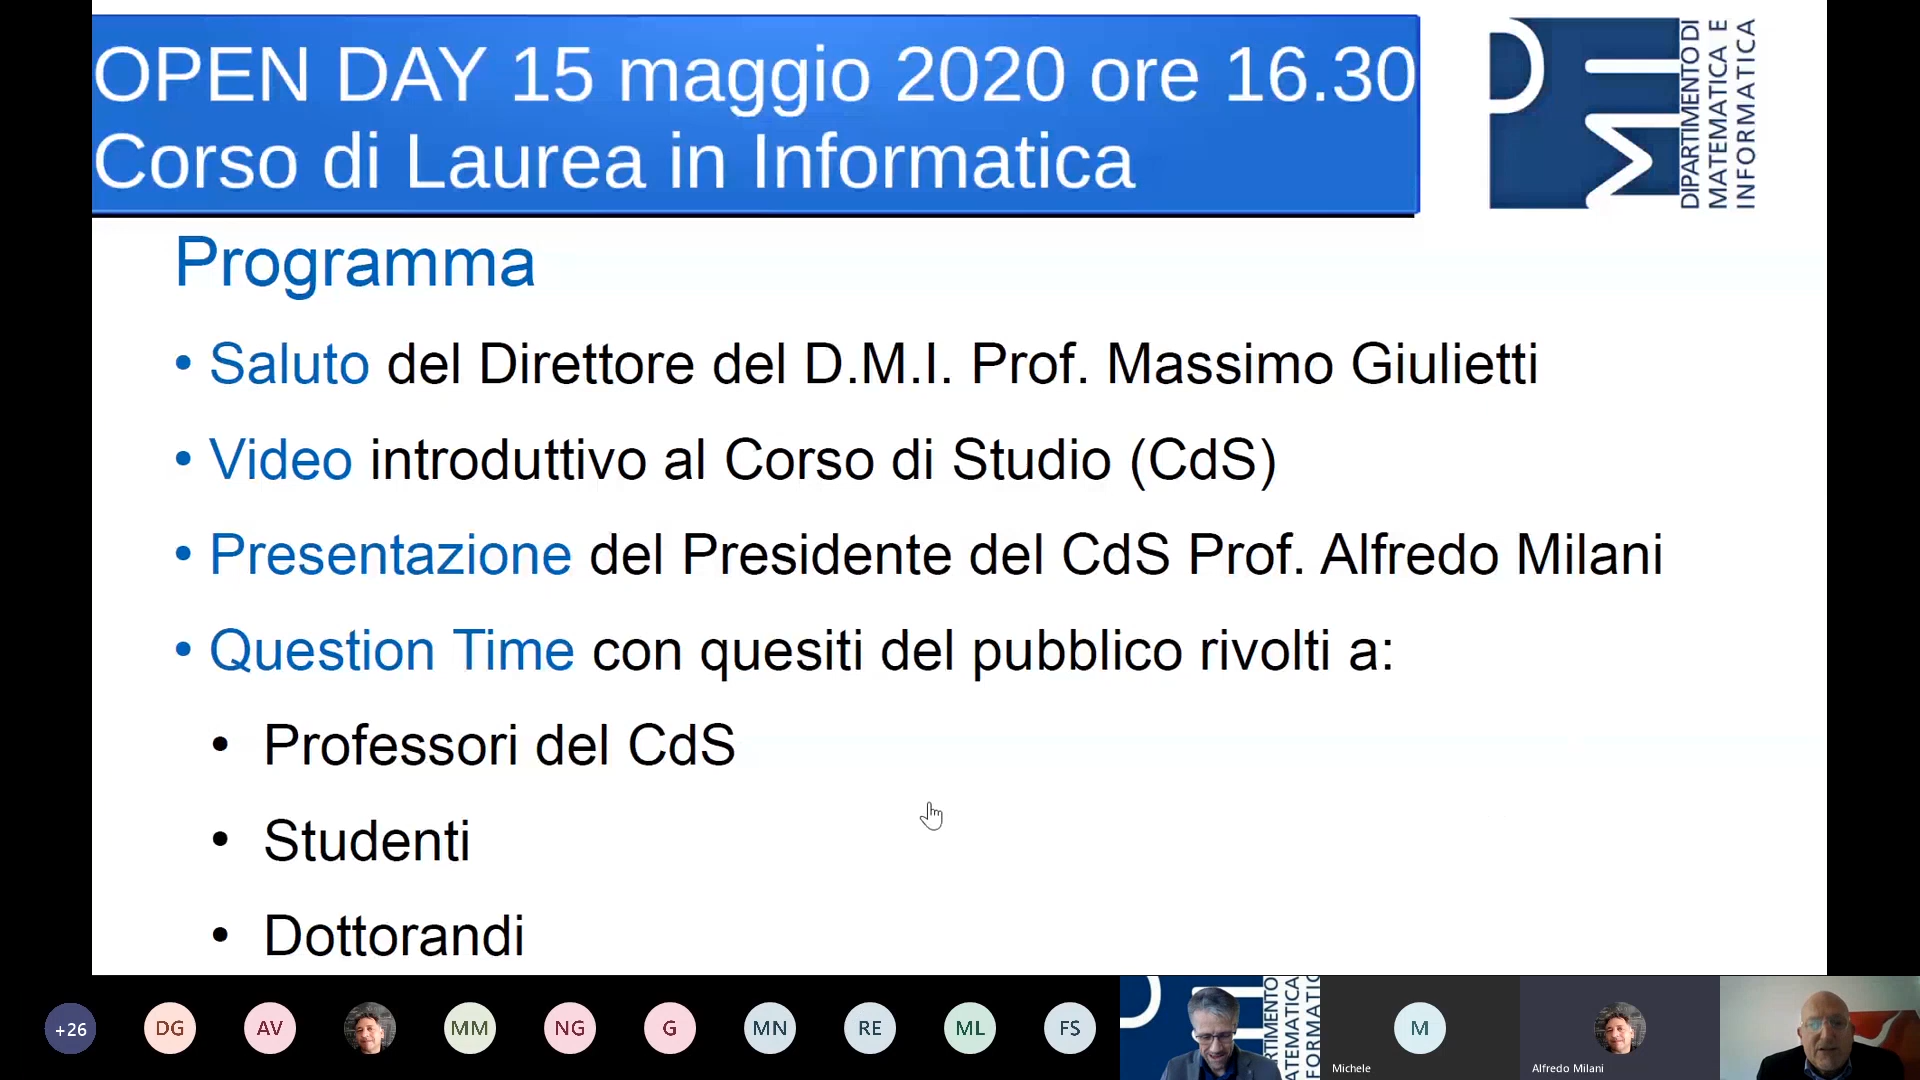 OPEN DAY 15 maggio 2020 ore 16.30
Corso di Laurea in Informatica
DIPARTIMENTO DI
MATEMATICA E
INFORMATICA
Programma
• Saluto del Direttore del D.M.I. Prof. Massimo Giulietti
• Video introduttivo al Corso di Studio (CdS)
• Presentazione del Presidente del CdS Prof. Alfredo Milani
• Question Time con quesiti del pubblico rivolti a:
• Professori del CdS
• Studenti
• Dottorandi
+26
DG
AV
MM
NG
G
MN
RE
ML
FS
M
Michele
Alfredo Milani